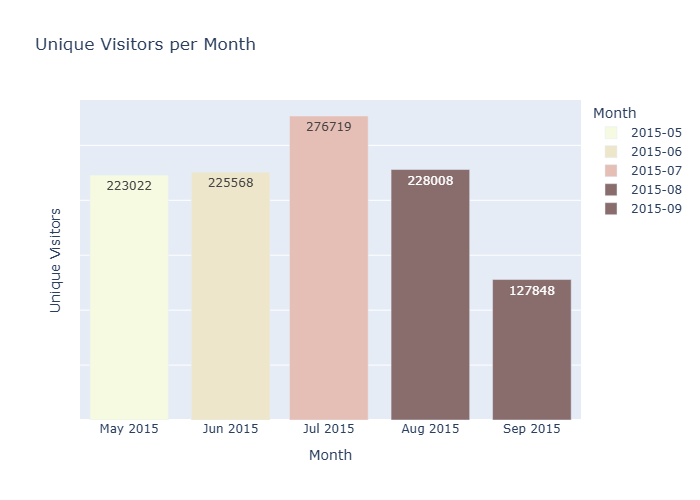 Unique Visitors per Month
Unique Visitors
223022
225568
276719
228008
127848
May 2015
Jun 2015
Jul 2015
Aug 2015
Sep 2015
Month
Month
2015-05
2015-06
2015-07
2015-08
2015-09